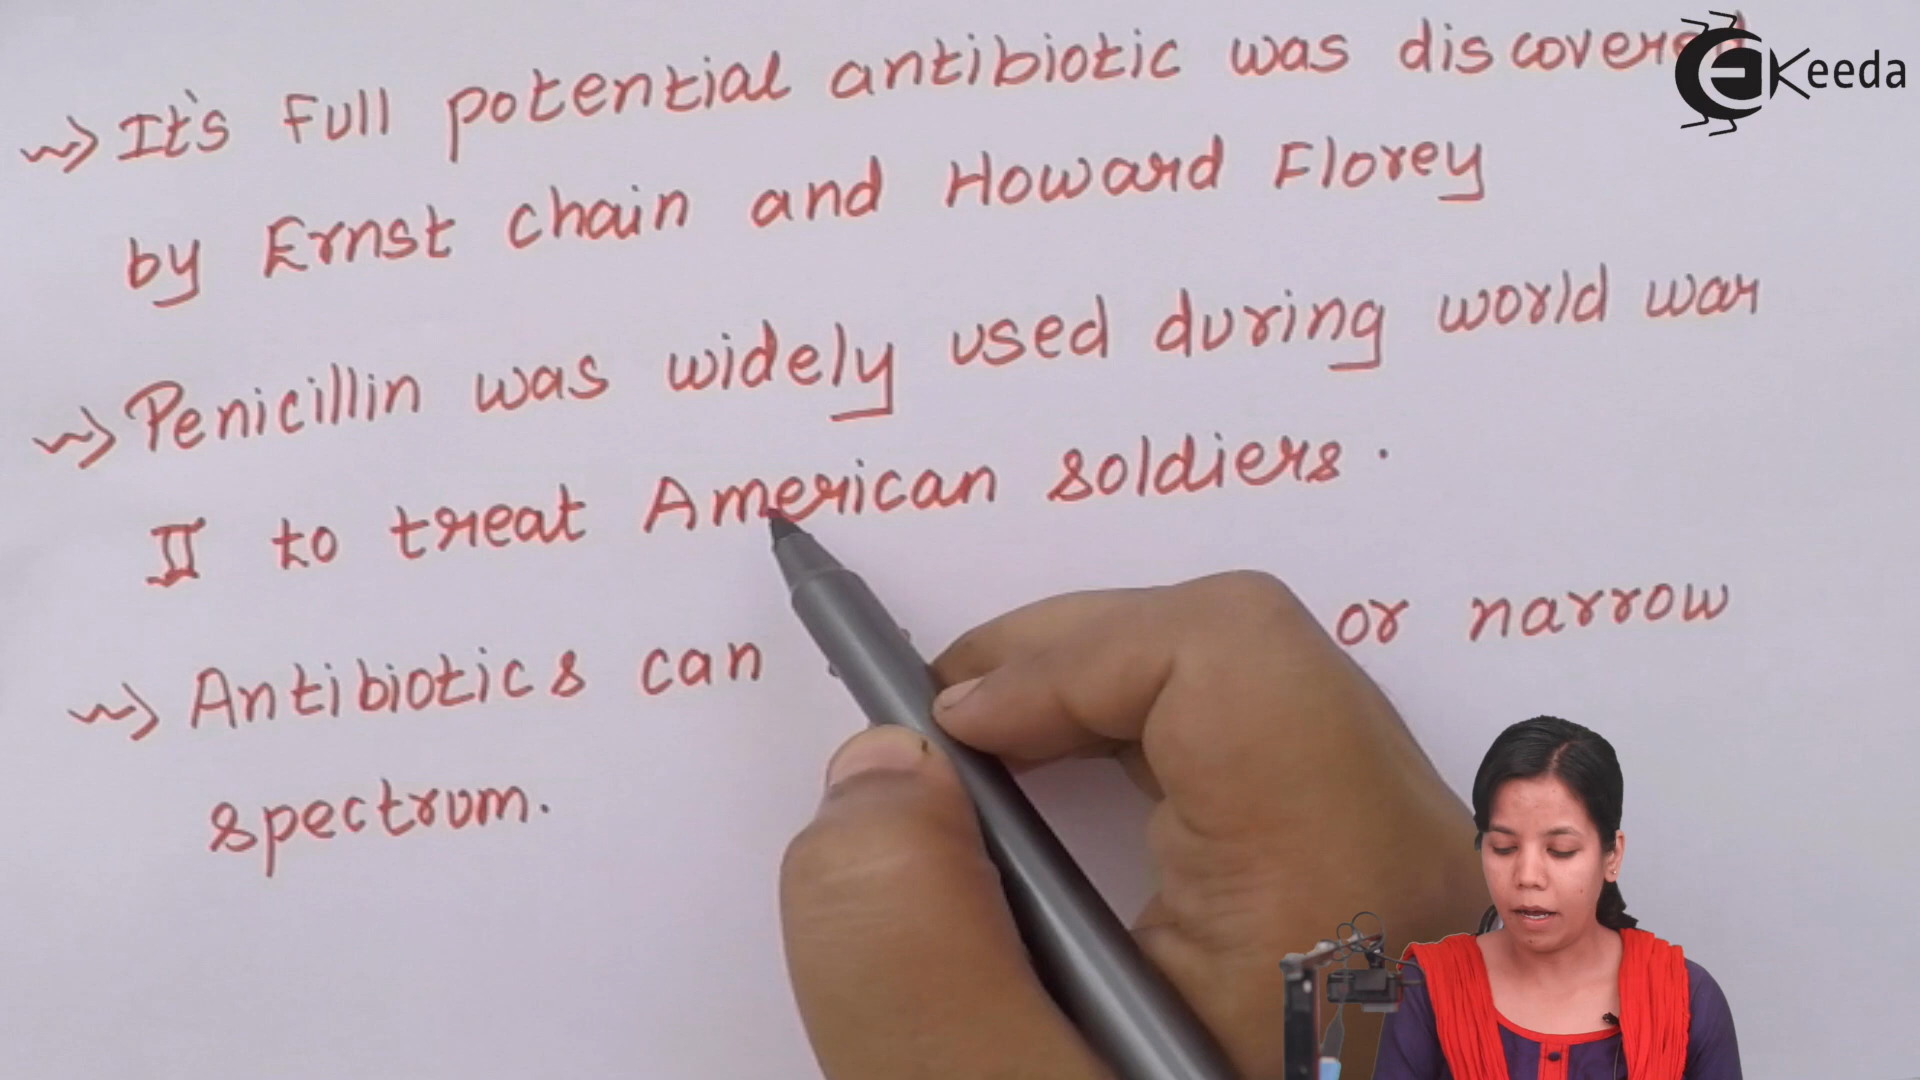 It's Full potential antibiotic was discovered
by Ernst chain and Howard Florey
Penicillin was widely used during world war
II to treat American soldiers.
Antibiotics can or narrow
spectrum.
Keeda